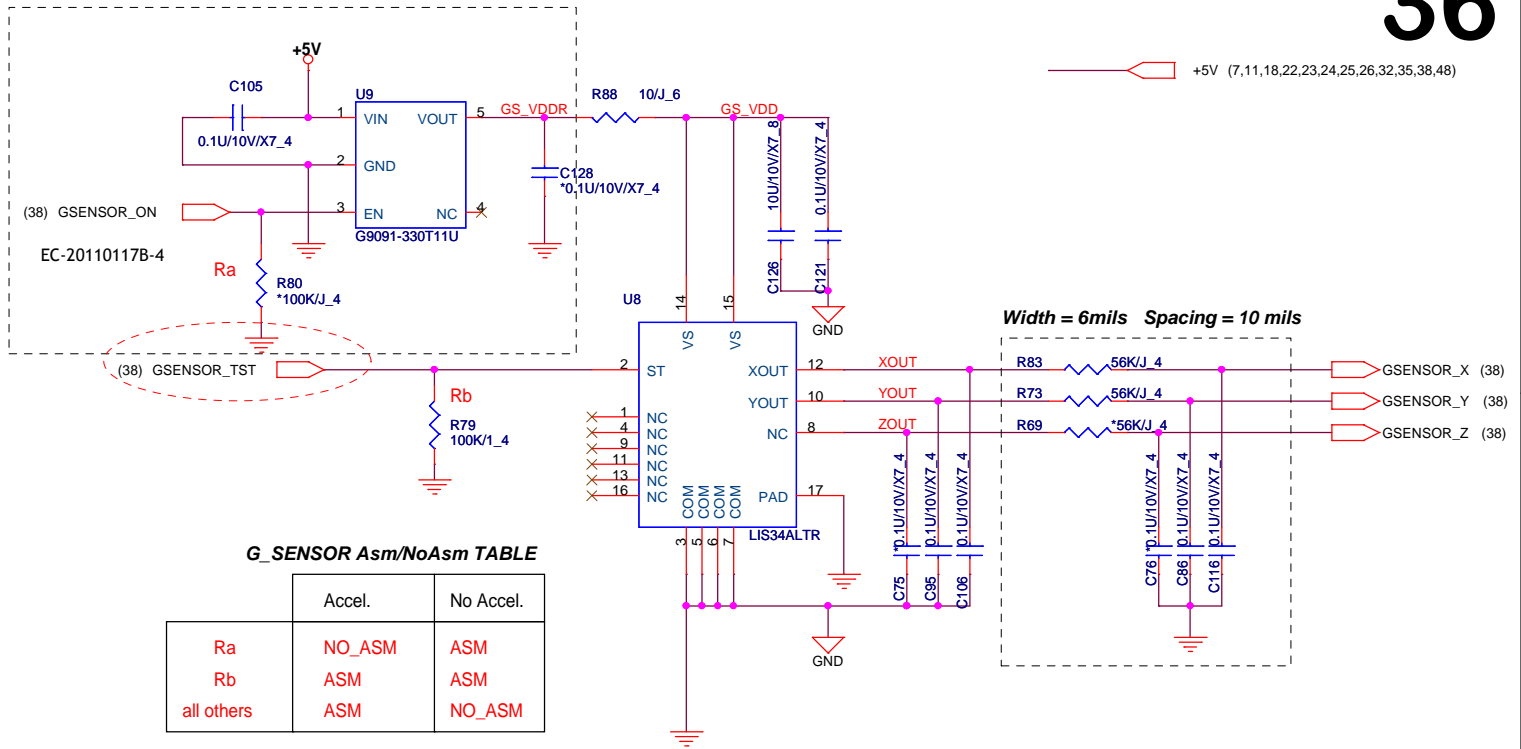 36
+5V (7,11,18,22,23,24,25,26,32,35,38,48)
+5V
C105
0.1U/10V/X7_4
U9
1 VIN
VOUT 5
2 GND
3 EN
NC 4
G9091-330T11U
GS_VDDR
R88 10/J_6
GS_VDD
C128
*0.1U/10V/X7_4
10U/10V/X7_8
0.1U/10V/X7_4
C126
C121
GND
(38) GSENSOR_ON
EC-20110117B-4
Ra
R80
*100K/J_4
(38) GSENSOR_TST
Rb
R79
100K/1_4
U8
14
15
VS
VS
2 ST
XOUT 12
YOUT 10
NC 8
1 NC
4 NC
9 NC
11 NC
13 NC
16 NC
COM
COM
COM
COM
3
5
6
7
PAD 17
LIS34ALTR
XOUT
YOUT
ZOUT
Width = 6mils Spacing = 10 mils
R83 56K/J_4
R73 56K/J_4
R69 *56K/J_4
GSENSOR_X (38)
GSENSOR_Y (38)
GSENSOR_Z (38)
*0.1U/10V/X7_4
0.1U/10V/X7_4
0.1U/10V/X7_4
C75
C95
C106
*0.1U/10V/X7_4
0.1U/10V/X7_4
0.1U/10V/X7_4
C76
C86
C116
GND
G_SENSOR Asm/NoAsm TABLE
Accel. No Accel.
Ra NO_ASM ASM
Rb ASM ASM
all others ASM NO_ASM